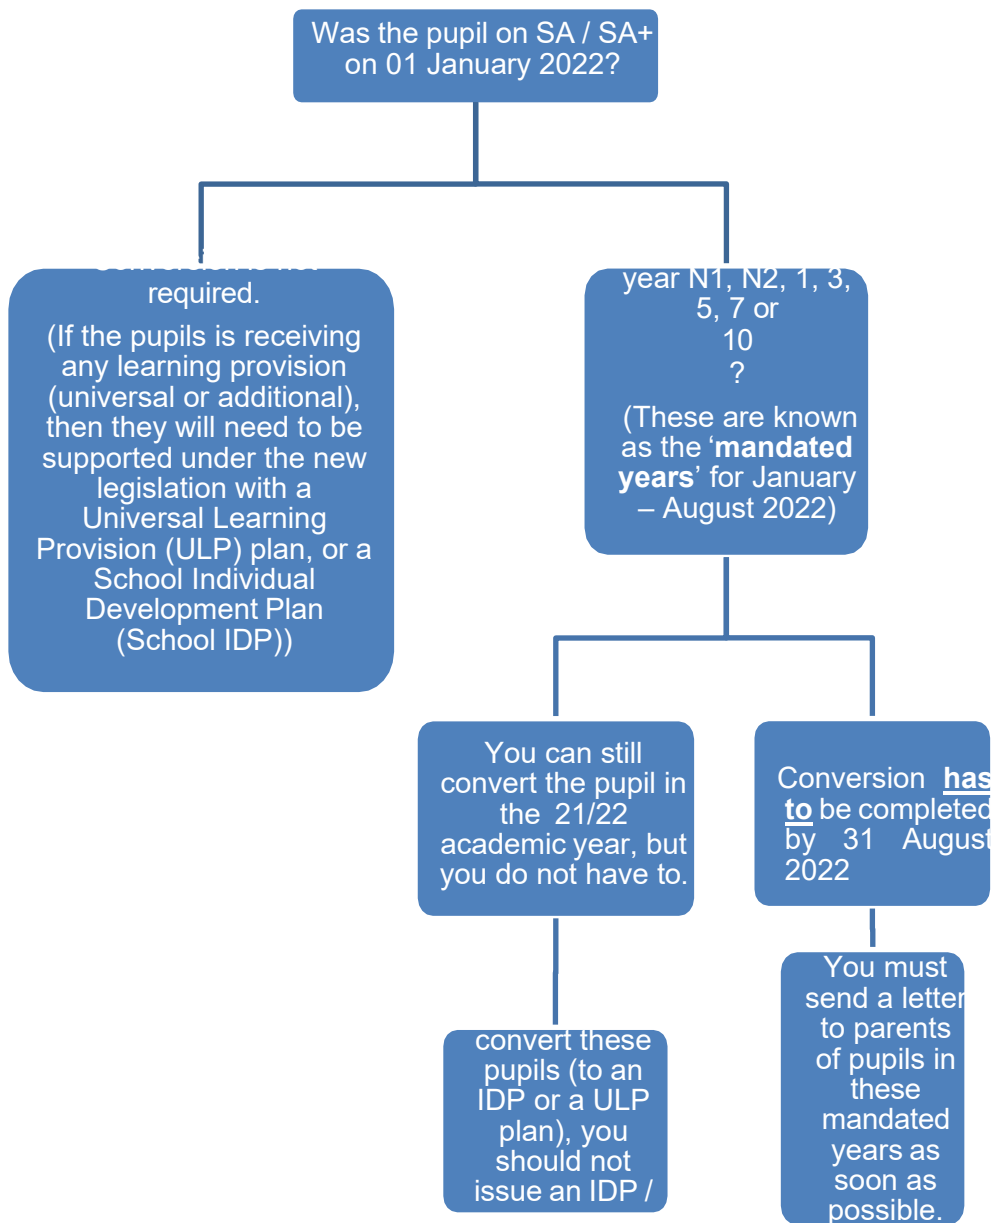 Was the pupil on SA / SA+
on 01 January 2022?
required.
(If the pupils is receiving
any learning provision
(universal or additional),
then they will need to be
supported under the new
legislation with a
Universal Learning
Provision (ULP) plan, or a
School Individual
Development Plan
(School IDP))
year N1, N2, 1, 3,
5, 7 or
10
?
(These are known
as the ‘mandated
years’ for January
– August 2022)
You can still
convert the pupil in
the 21/22
academic year, but
you do not have to.
Conversion has
to be completed
by 31 August
2022
convert these
pupils (to an
IDP or a ULP
plan), you
should not
issue an IDP /
You must
send a letter
to parents
of pupils in
these
mandated
years as
soon as
possible.